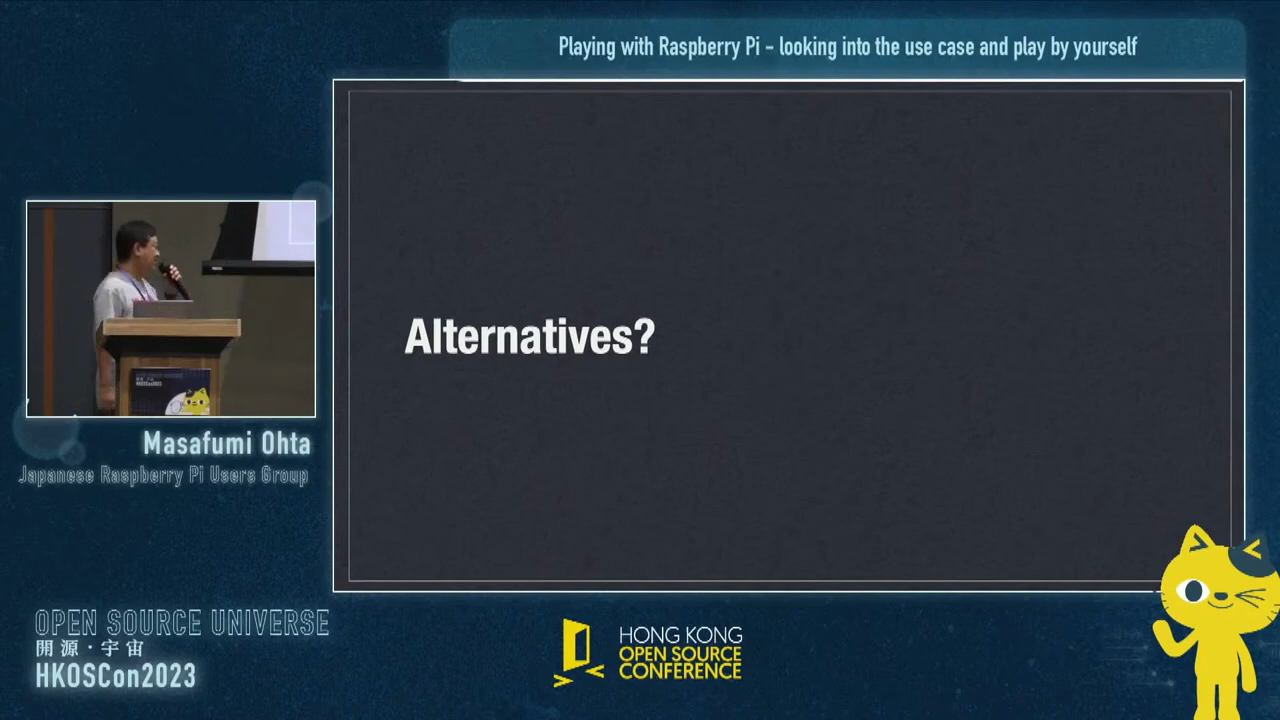 Playing with Raspberry Pi - looking into the use case and play by yourself
Alternatives?
Masafumi Ohta
Japanese Raspberry Pi Users Group
OPEN SOURCE UNIVERSE
開源·宇宙
HKOSCon2023
HONG KONG
OPEN SOURCE
CONFERENCE
HKOSCon2023